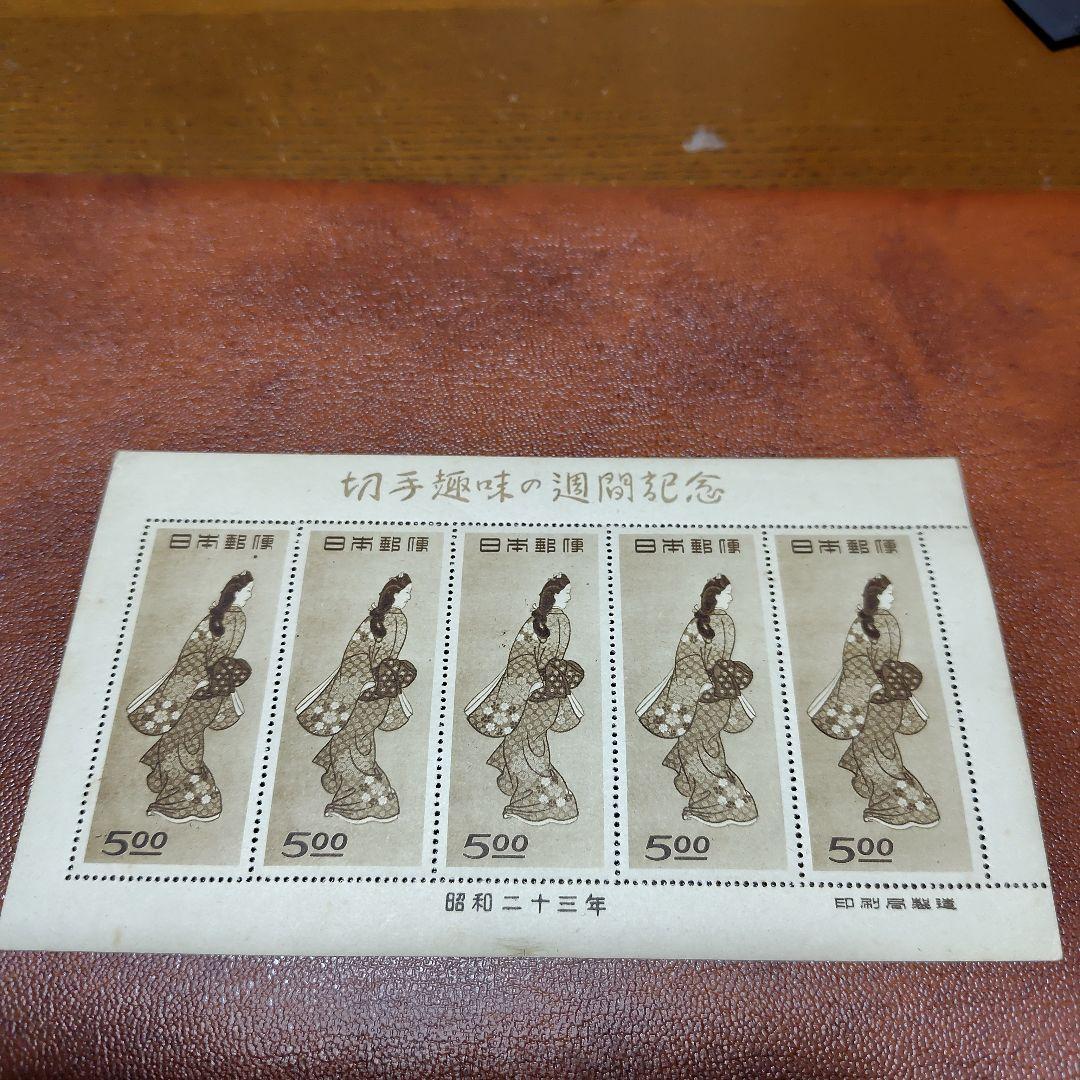 切手趣味の週間記念
日本郵便 日本郵便 日本郵便 日本郵便 日本郵便
5.00 5.00 5.00 5.00 5.00
昭和二十三年
印刷局製造